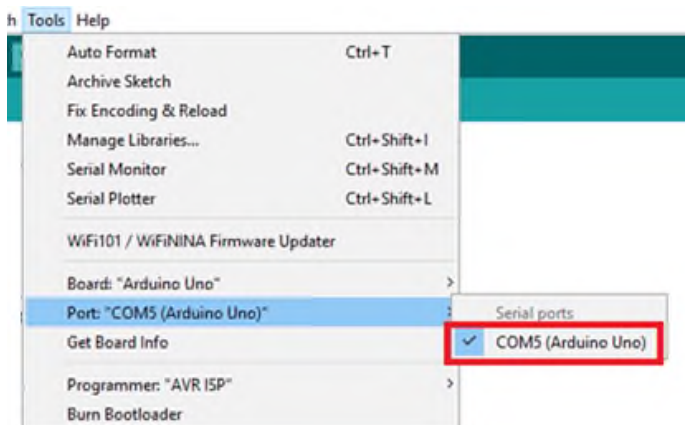 h Tools Help
Auto Format Ctrl+T
Archive Sketch
Fix Encoding & Reload
Manage Libraries... Ctrl+Shift+I
Serial Monitor Ctrl+Shift+M
Serial Plotter Ctrl+Shift+L
WiFi101 / WiFiNINA Firmware Updater
Board: "Arduino Uno"
Port: "COM5 (Arduino Uno)"
Serial ports
Get Board Info
COM5 (Arduino Uno)
Programmer: "AVR ISP"
Burn Bootloader